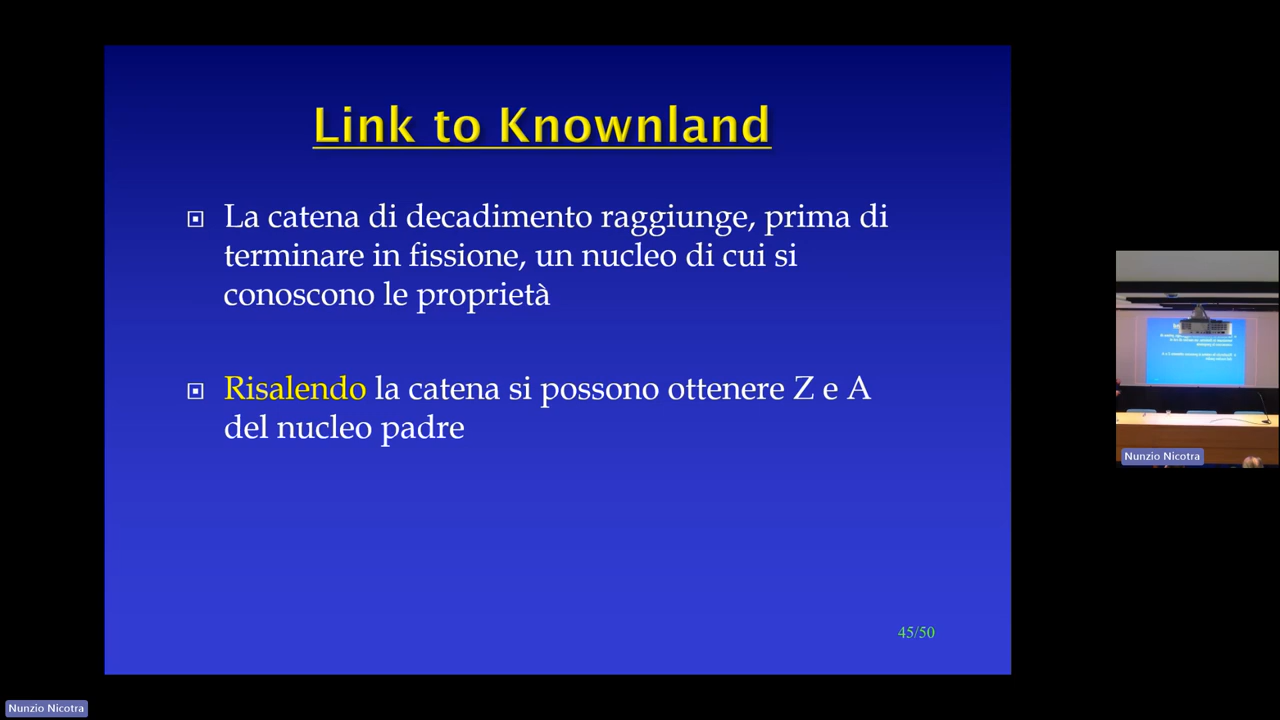 Link to Knownland
La catena di decadimento raggiunge, prima di
terminare in fissione, un nucleo di cui si
conoscono le proprietà
Risalendo la catena si possono ottenere Z e A
del nucleo padre
45/50
Nunzio Nicotra
Nunzio Nicotra